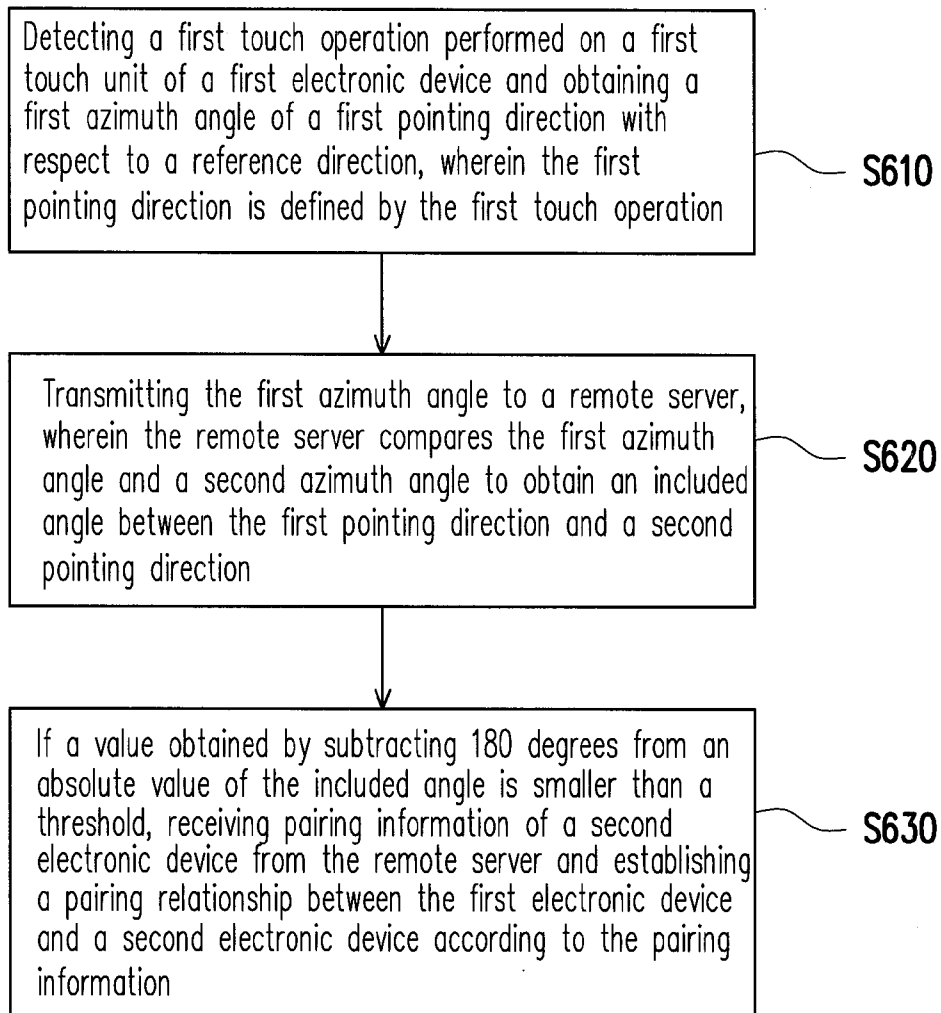 Detecting a first touch operation performed on a first
touch unit of a first electronic device and obtaining a
first azimuth angle of a first pointing direction with
respect to a reference direction, wherein the first
pointing direction is defined by the first touch operation
S610
Transmitting the first azimuth angle to a remote server,
wherein the remote server compares the first azimuth
angle and a second azimuth angle to obtain an included
angle between the first pointing direction and a second
pointing direction
S620
If a value obtained by subtracting 180 degrees from an
absolute value of the included angle is smaller than a
threshold, receiving pairing information of a second
electronic device from the remote server and establishing
a pairing relationship between the first electronic device
and a second electronic device according to the pairing
information
S630